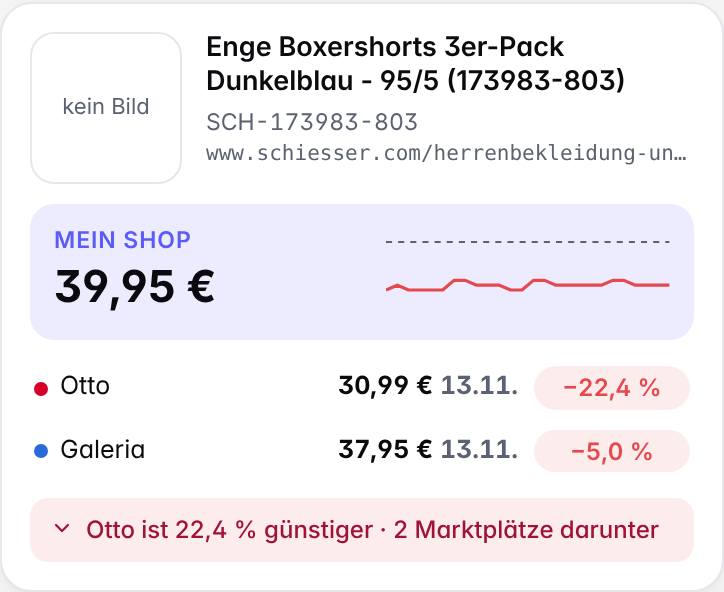 kein Bild
Enge Boxershorts 3er-Pack
Dunkelblau - 95/5 (173983-803)
SCH-173983-803
www.schiesser.com/herrenbekleidung-un…
MEIN SHOP
39,95 €
Otto 30,99 € 13.11. −22,4 %
Galeria 37,95 € 13.11. −5,0 %
Otto ist 22,4 % günstiger · 2 Marktplätze darunter